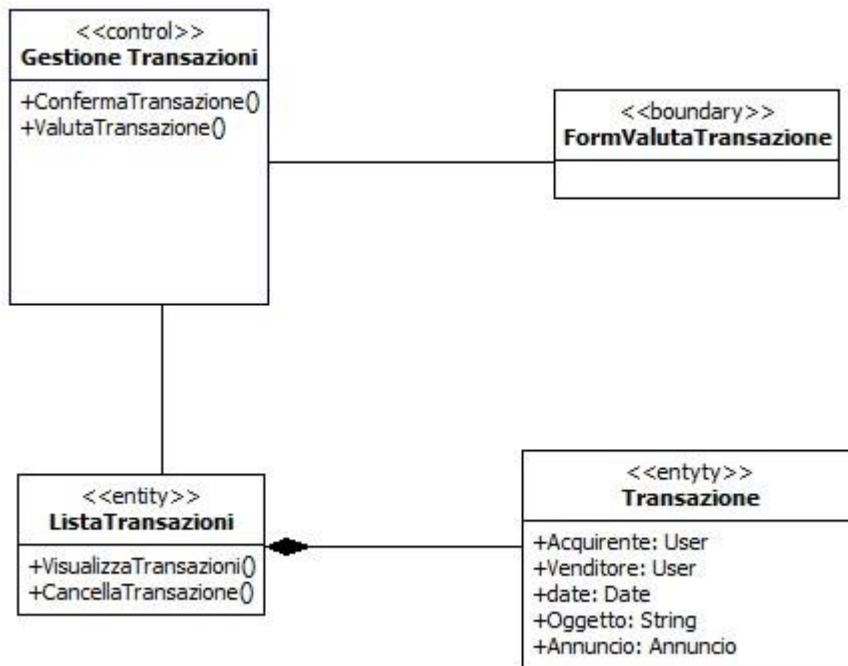 <<control>>
Gestione Transazioni
+ConfermaTransazione()
+ValutaTransazione()
<<boundary>>
FormValutaTransazione
<<entity>>
ListaTransazioni
+VisualizzaTransazioni()
+CancellaTransazione()
<<entyty>>
Transazione
+Acquirente: User
+Venditore: User
+date: Date
+Oggetto: String
+Annuncio: Annuncio